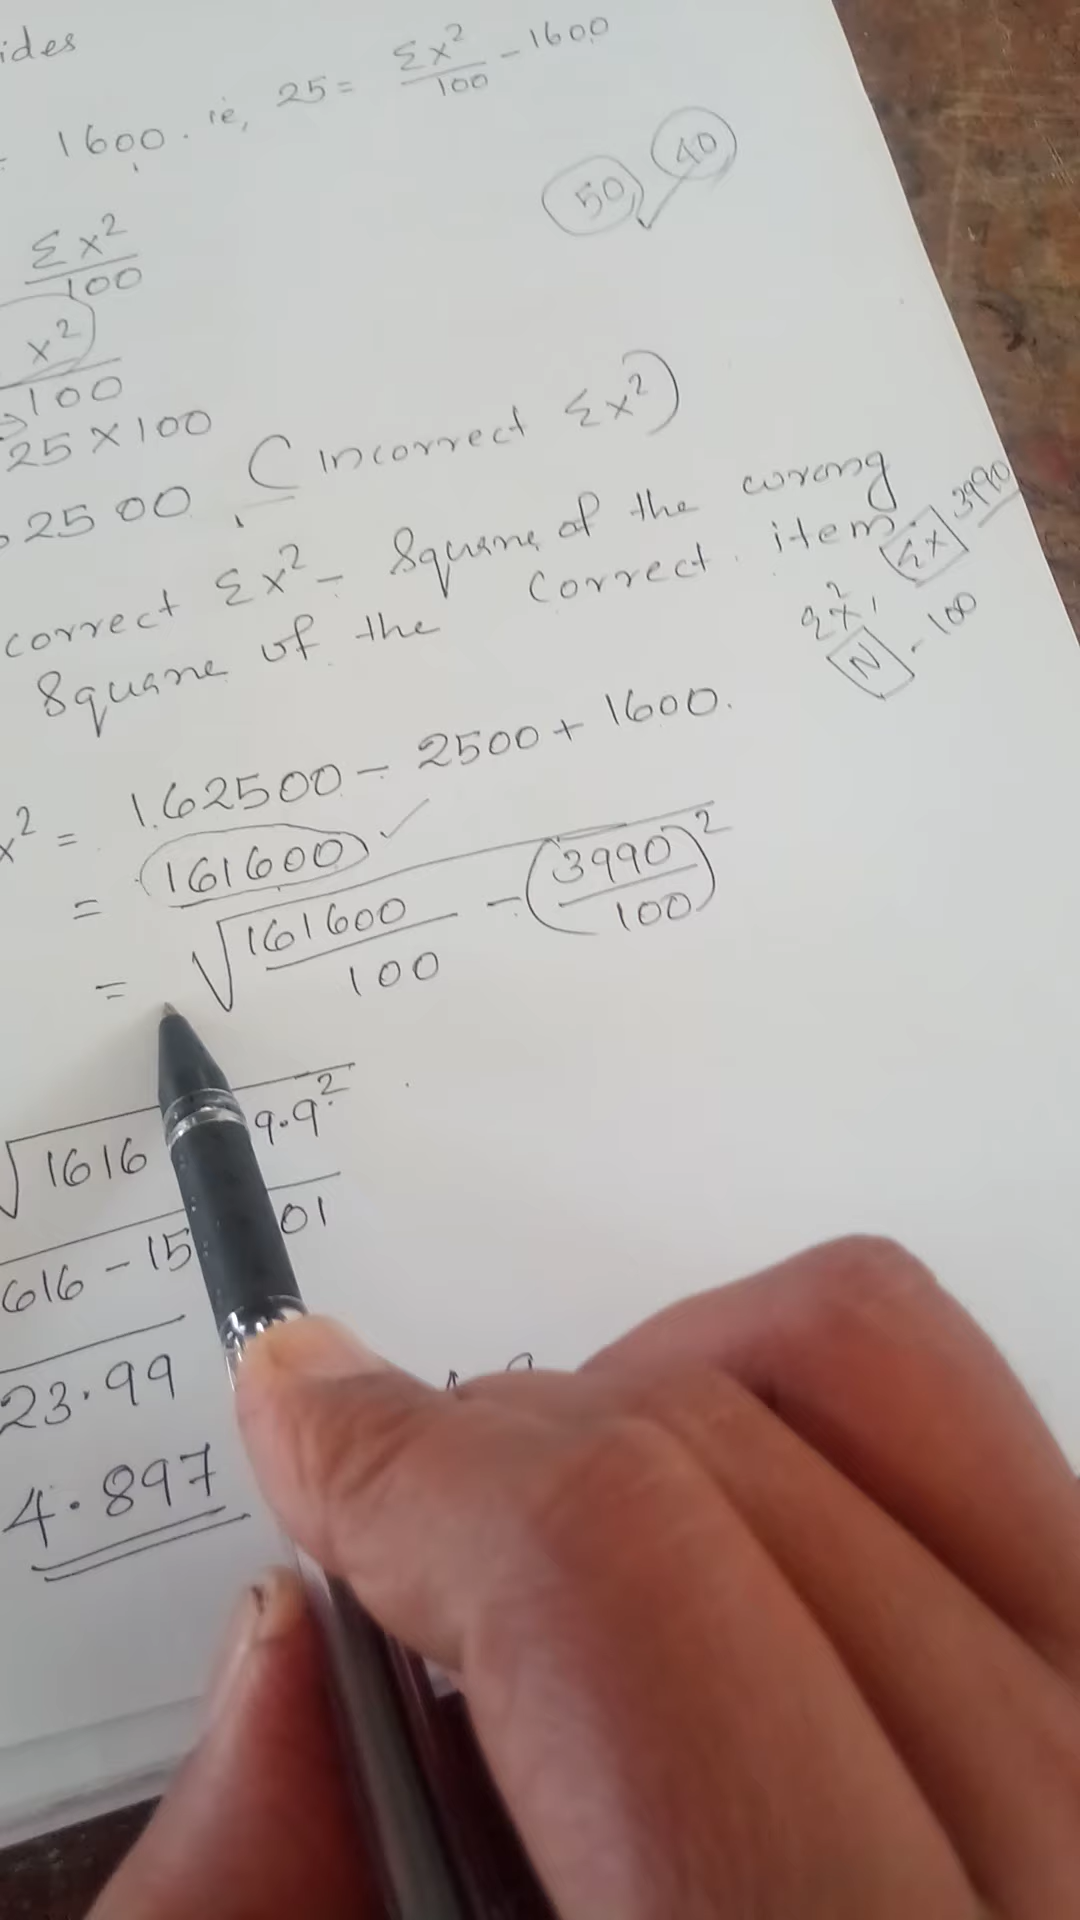 ides
1600. ie, 25 = Σx²/100 - 1600
50 40
Σx²/100
x²/100
25 × 100
2500 (Incorrect Σx²)
correct Σx² - Square of the wrong
Square of the correct item
Σx 3990
Σx²,
N - 100
x² = 162500 - 2500 + 1600.
= 161600 ✓
= √161600/100 - (3990/100)²
√1616 9.9²
616 - 15 01
23.99
4.897